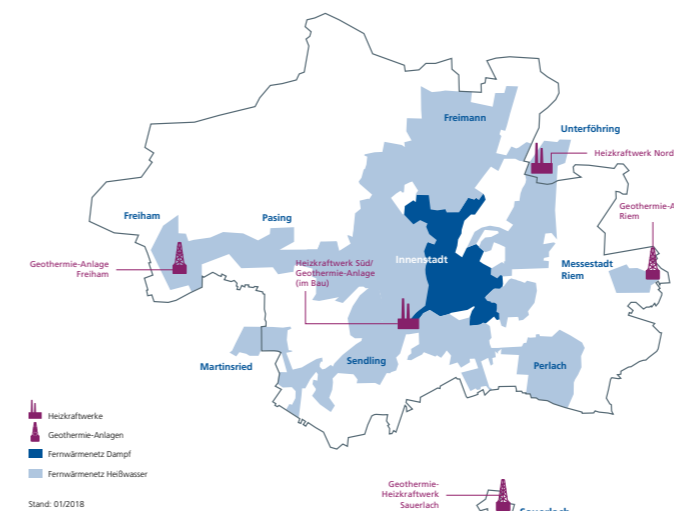 Freimann
Unterföhring
Heizkraftwerk Nord
Geothermie-A
Riem
Freiham
Pasing
Geothermie-Anlage
Freiham
Heizkraftwerk Süd/
Geothermie-Anlage
(im Bau)
Innenstadt
Messestadt
Riem
Martinsried
Sendling
Perlach
Heizkraftwerke
Geothermie-Anlagen
Fernwärmenetz Dampf
Fernwärmenetz Heißwasser
Stand: 01/2018
Geothermie-
Heizkraftwerk
Sauerlach
Sauerlach